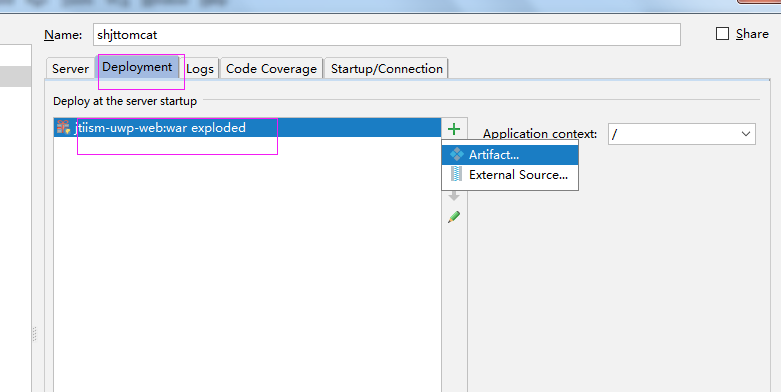 Name: shjttomcat Share
Server Deployment Logs Code Coverage Startup/Connection
Deploy at the server startup
jtiism-uwp-web:war exploded
Application context: /
Artifact...
External Source...